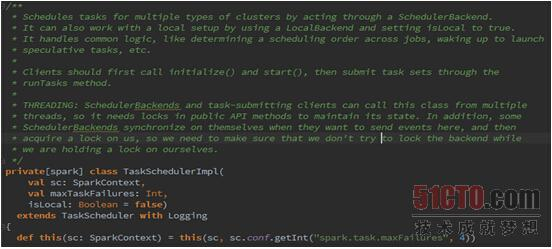 /**
* Schedules tasks for multiple types of clusters by acting through a SchedulerBackend.
* It can also work with a local setup by using a LocalBackend and setting isLocal to true.
* It handles common logic, like determining a scheduling order across jobs, waking up to launch
* speculative tasks, etc.
*
* Clients should first call initialize() and start(), then submit task sets through the
* runTasks method.
*
* THREADING: SchedulerBackends and task-submitting clients can call this class from multiple
* threads, so it needs locks in public API methods to maintain its state. In addition, some
* SchedulerBackends synchronize on themselves when they want to send events here, and then
* acquire a lock on us, so we need to make sure that we don't try to lock the backend while
* we are holding a lock on ourselves.
*/
private[spark] class TaskSchedulerImpl(
val sc: SparkContext,
val maxTaskFailures: Int,
isLocal: Boolean = false)
extends TaskScheduler with Logging
{
def this(sc: SparkContext) = this(sc, sc.conf.getInt("spark.task.maxFailures", 4))
51CTO.com
技术成就梦想